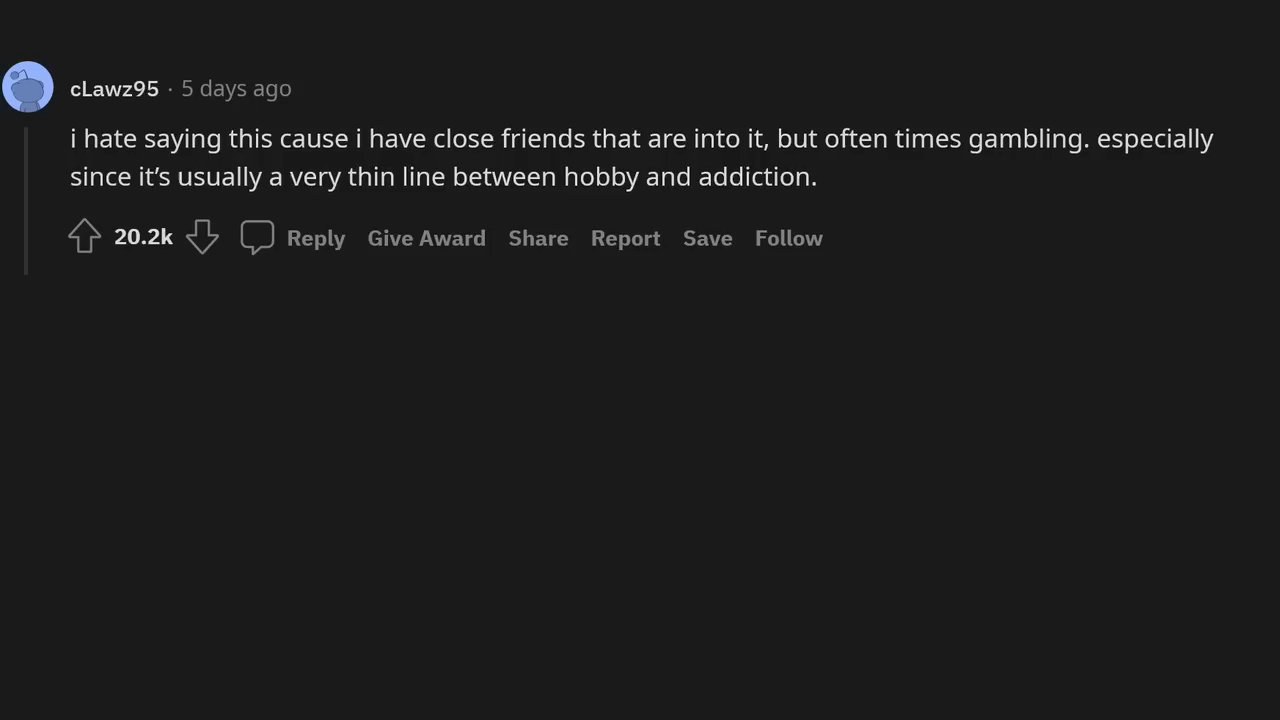 cLawz95 · 5 days ago
i hate saying this cause i have close friends that are into it, but often times gambling. especially
since it’s usually a very thin line between hobby and addiction.
20.2k Reply Give Award Share Report Save Follow